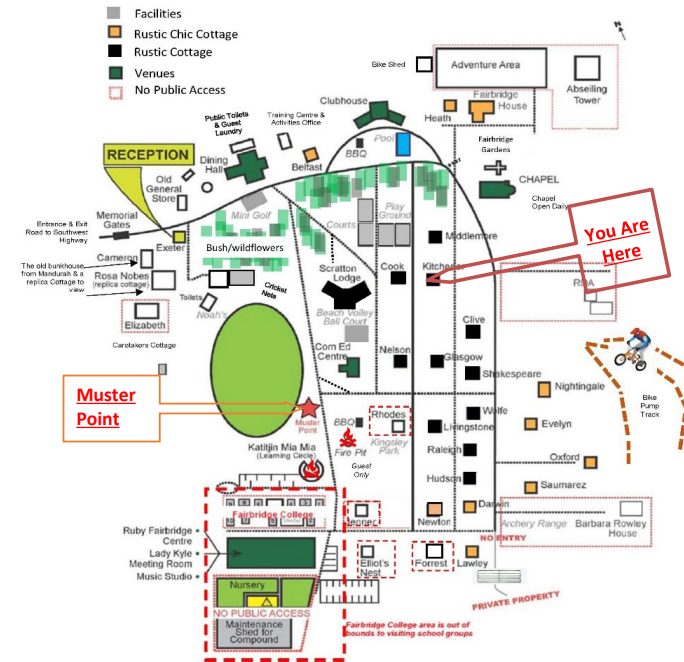 Facilities
Rustic Chic Cottage
Rustic Cottage
Venues
No Public Access
N
Bike Shed
Adventure Area
Abseiling
Tower
Fairbridge
House
Heath
Clubhouse
Public Toilets
& Guest
Laundry
Training Centre &
Activities Office
BBQ
Pool
Fairbridge
Gardens
RECEPTION
Dining
Hall
Belfast
CHAPEL
Chapel
Open Daily
Old
General
Store
Mini Golf
Play
Ground
Courts
You Are
Here
Memorial
Gates
Entrance & Exit
Road to Southwest
Highway
Exeter
Bush/wildflowers
Middlemore
Cameron
The old bunkhouse,
from Mandurah & a
replica Cottage to
view
Rosa Nobes
(replica cottage)
Cricket
Nets
Scratton
Lodge
Cook
Kitchener
RDA
Toilets
Noah's
Elizabeth
Caretakers Cottage
Beach Volley
Ball Court
Clive
Com Ed
Centre
Nelson
Glasgow
Shakespeare
Nightingale
Bike
Pump
Track
Muster
Point
Muster
Point
BBQ
Rhodes
Wolfe
Livingstone
Evelyn
Katitjin Mia Mia
(Learning Circle)
Fire Pit
Kingsley
Park
Guest
Only
Raleigh
Oxford
Hudson
Saumarez
Fairbridge College
Jenner
Newton
Darwin
Archery Range
Barbara Rowley
House
NO ENTRY
Ruby Fairbridge
Centre
Lady Kyle
Meeting Room
Music Studio
Elliot's
Nest
Forrest
Lawley
Nursery
NO PUBLIC ACCESS
Maintenance
Shed for
Compound
PRIVATE PROPERTY
Fairbridge College area is out of
bounds to visiting school groups